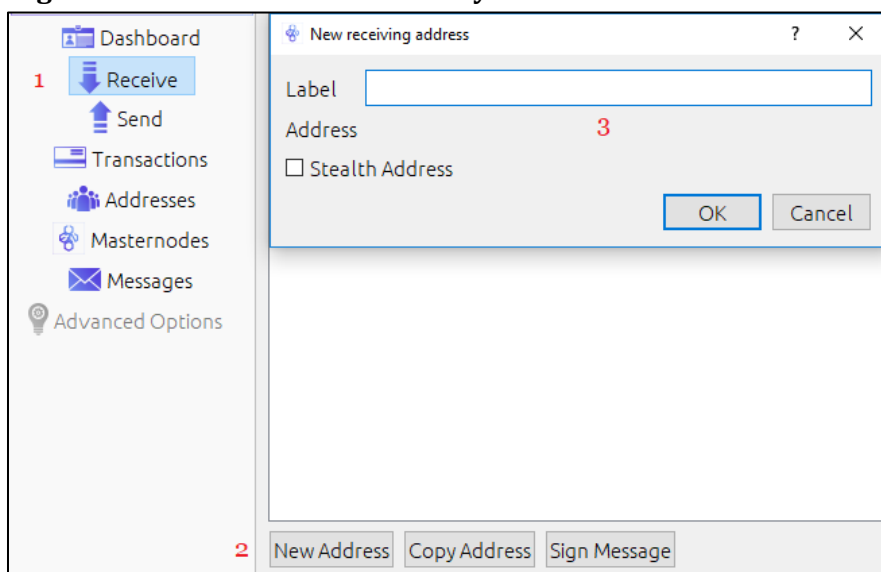 Dashboard
1 Receive
Send
Transactions
Addresses
Masternodes
Messages
Advanced Options
New receiving address ? X
Label
Address 3
Stealth Address
OK Cancel
2 New Address Copy Address Sign Message